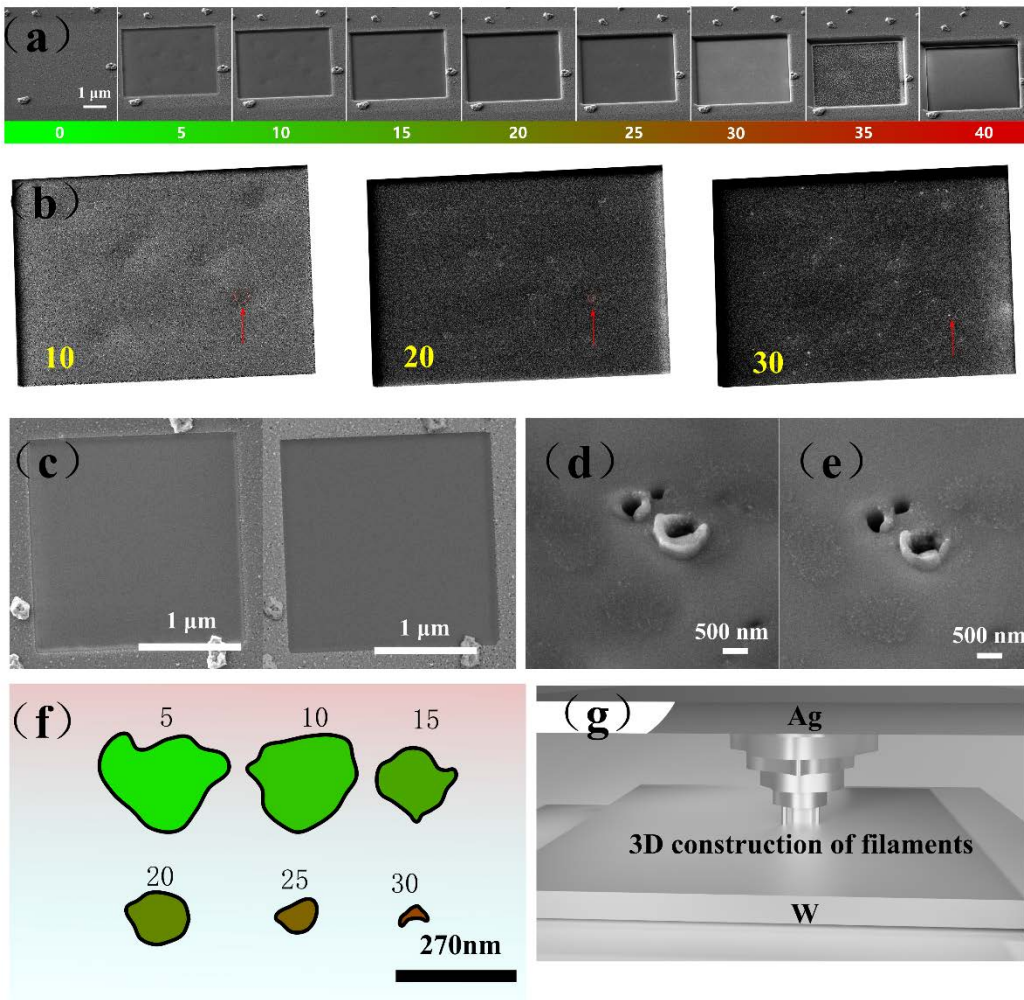 (a)
1 μm
0 5 10 15 20 25 30 35 40
(b)
10 20 30
(c) (d) (e)
1 μm 1 μm 500 nm 500 nm
(f) (g)
5 10 15
Ag
3D construction of filaments
20 25 30
W
270nm